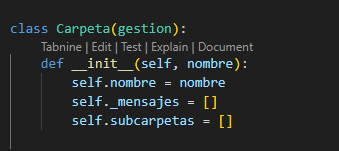 class Carpeta(gestion):
Tabnine | Edit | Test | Explain | Document
def __init__(self, nombre):
self.nombre = nombre
self._mensajes = []
self.subcarpetas = []